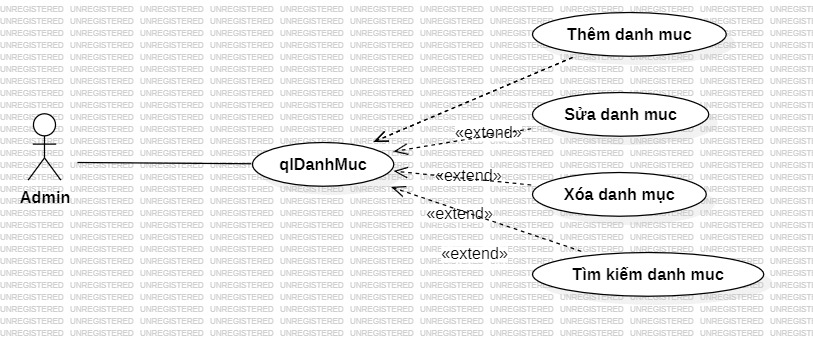 UNREGISTERED
Thêm danh muc
Sửa danh muc
«extend»
qlDanhMuc
«extend»
Xóa danh mục
Admin
«extend»
«extend»
Tìm kiếm danh muc